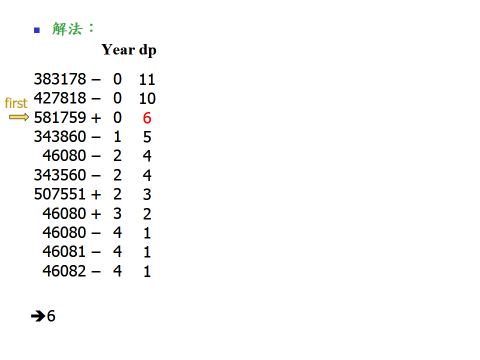 解法：
Year dp
383178 – 0 11
427818 – 0 10
first
581759 + 0 6
343860 – 1 5
46080 – 2 4
343560 – 2 4
507551 + 2 3
46080 + 3 2
46080 – 4 1
46081 – 4 1
46082 – 4 1
➔6